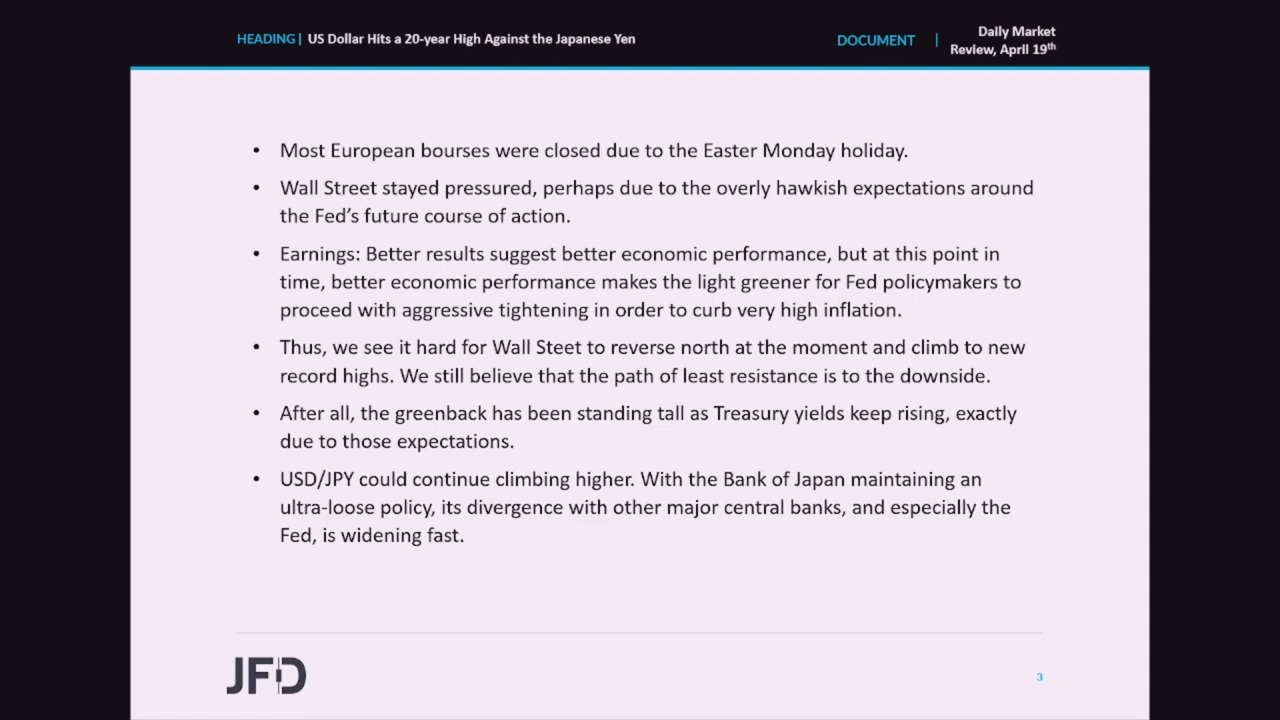 HEADING| US Dollar Hits a 20-year High Against the Japanese Yen
DOCUMENT | Daily Market
Review, April 19th
• Most European bourses were closed due to the Easter Monday holiday.
• Wall Street stayed pressured, perhaps due to the overly hawkish expectations around
the Fed’s future course of action.
• Earnings: Better results suggest better economic performance, but at this point in
time, better economic performance makes the light greener for Fed policymakers to
proceed with aggressive tightening in order to curb very high inflation.
• Thus, we see it hard for Wall Steet to reverse north at the moment and climb to new
record highs. We still believe that the path of least resistance is to the downside.
• After all, the greenback has been standing tall as Treasury yields keep rising, exactly
due to those expectations.
• USD/JPY could continue climbing higher. With the Bank of Japan maintaining an
ultra-loose policy, its divergence with other major central banks, and especially the
Fed, is widening fast.
JFD
3